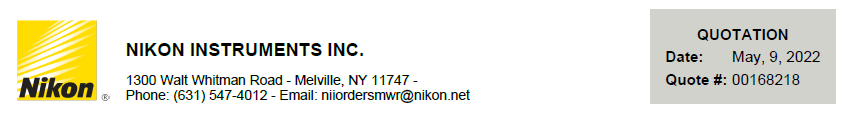 Nikon ®
NIKON INSTRUMENTS INC.
1300 Walt Whitman Road - Melville, NY 11747 -
Phone: (631) 547-4012 - Email: niiordersmwr@nikon.net
QUOTATION
Date: May, 9, 2022
Quote #: 00168218